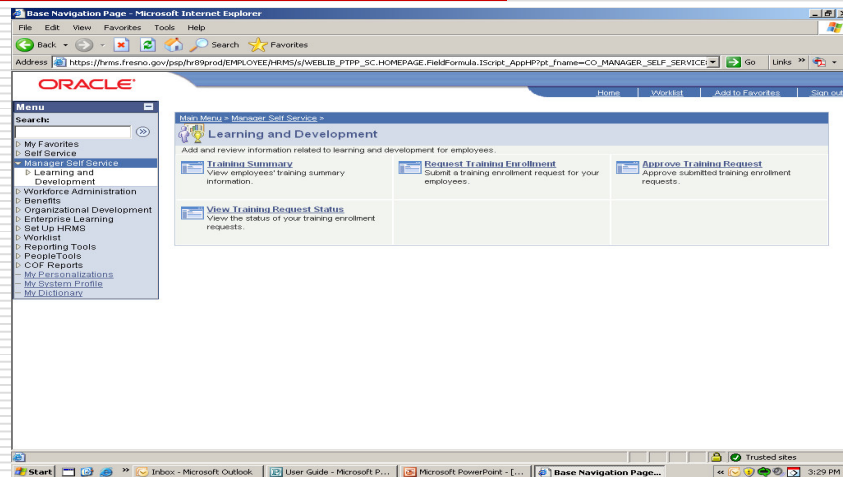 Base Navigation Page - Microsoft Internet Explorer
File Edit View Favorites Tools Help
Back Search Favorites
Address https://hrms.fresno.gov/psp/hr89prod/EMPLOYEE/HRMS/s/WEBLIB_PTPP_SC.HOMEPAGE.FieldFormula.IScript_AppHP?pt_fname=CO_MANAGER_SELF_SERVICE Go Links »
ORACLE
Home Worklist Add to Favorites Sign out
Menu
Search:
My Favorites
Self Service
Manager Self Service
Learning and
Development
Workforce Administration
Benefits
Organizational Development
Enterprise Learning
Set Up HRMS
Worklist
Reporting Tools
PeopleTools
COF Reports
My Personalizations
My System Profile
My Dictionary
Main Menu > Manager Self Service >
Learning and Development
Add and review information related to learning and development for employees.
Training Summary
View employees' training summary
information.
Request Training Enrollment
Submit a training enrollment request for your
employees.
Approve Training Request
Approve submitted training enrollment
requests.
View Training Request Status
View the status of your training enrollment
requests.
Trusted sites
Start » Inbox - Microsoft Outlook User Guide - Microsoft P... Microsoft PowerPoint - [... Base Navigation Page... « 3:29 PM